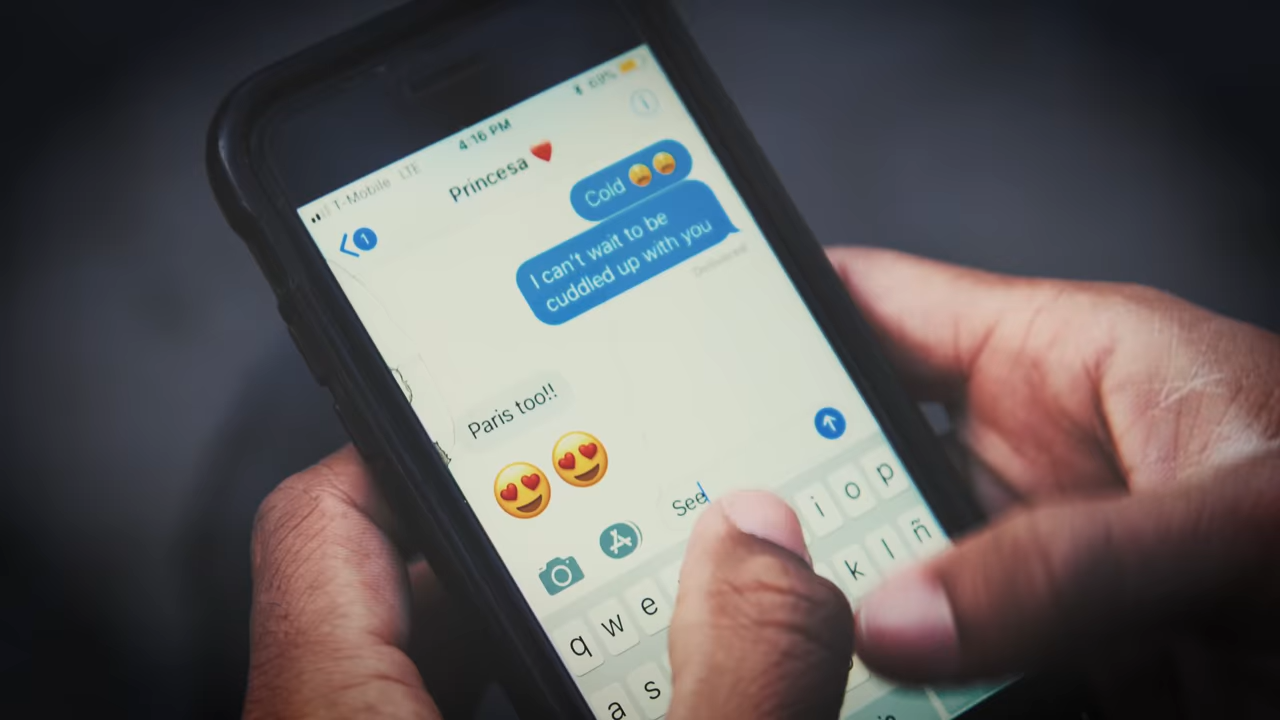 T-Mobile LTE 4:16 PM 69%
1 Princesa ❤️ i
Cold 😩😩
I can't wait to be
cuddled up with you
Delivered
Paris too!!
😍😍
See
q w e i o p
a s k l ñ